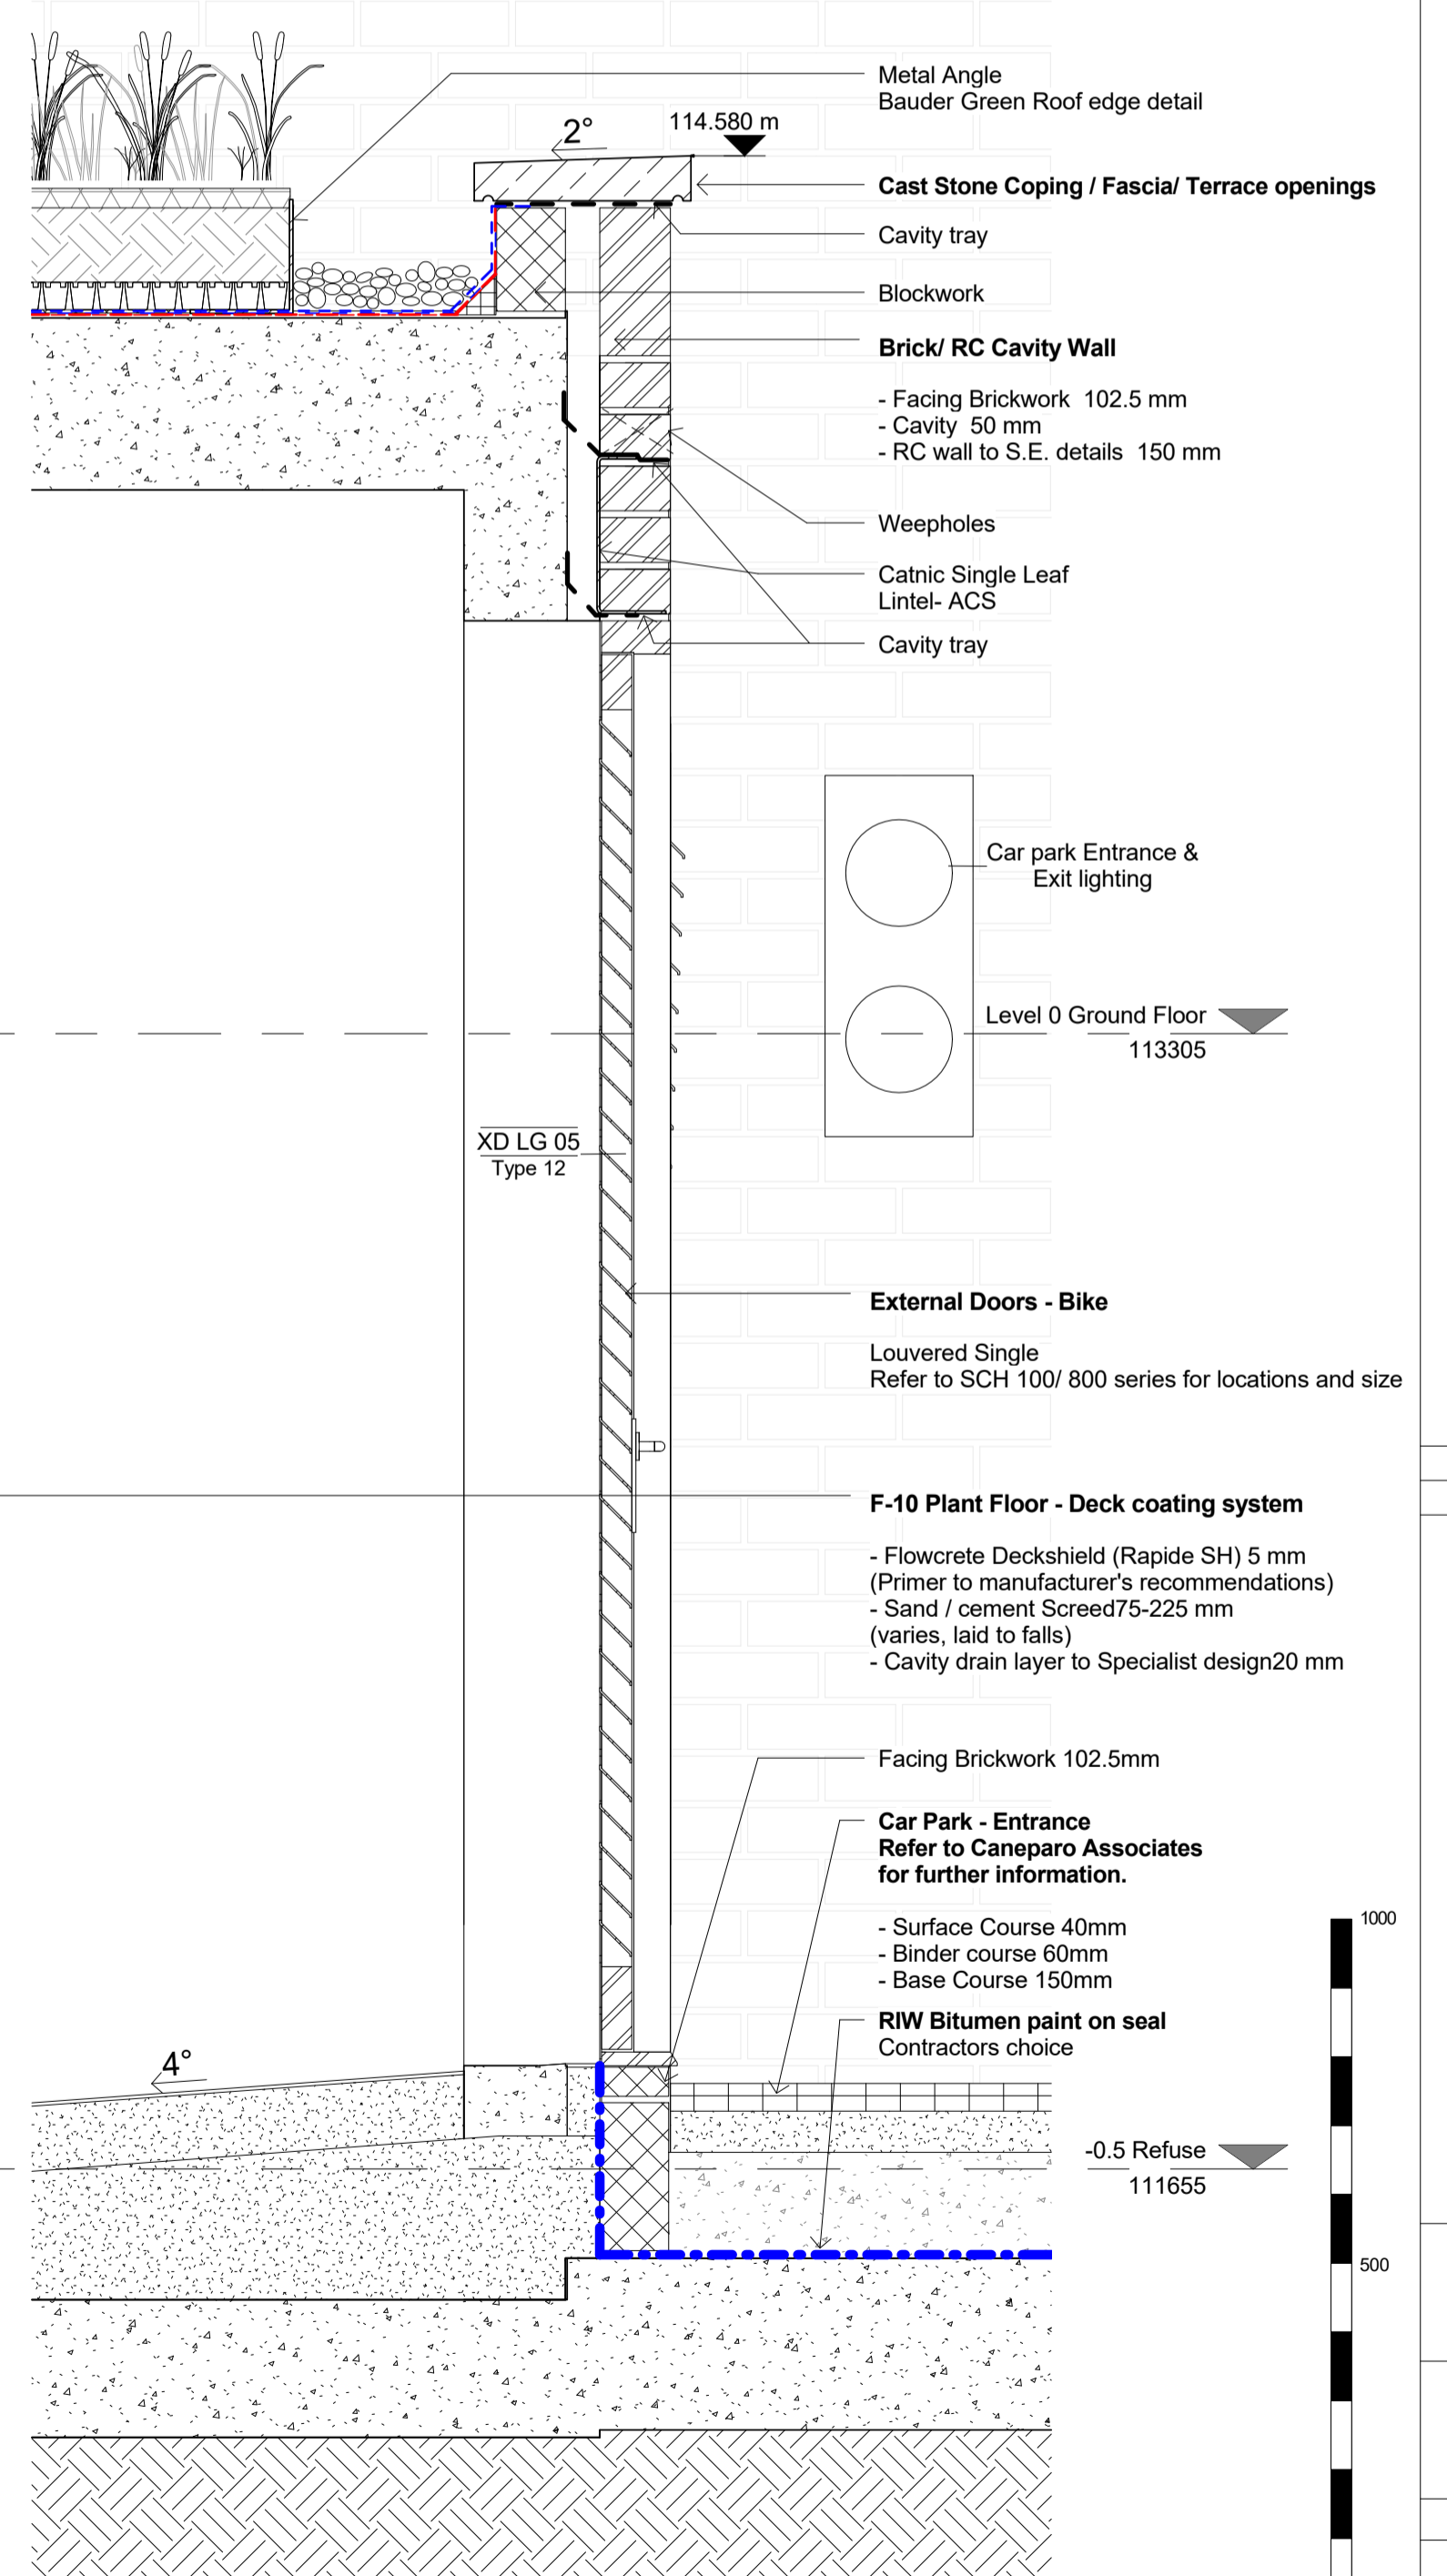 Metal Angle
Bauder Green Roof edge detail
2°
114.580 m
Cast Stone Coping / Fascia/ Terrace openings
Cavity tray
Blockwork
Brick/ RC Cavity Wall
- Facing Brickwork 102.5 mm
- Cavity 50 mm
- RC wall to S.E. details 150 mm
Weepholes
Catnic Single Leaf
Lintel- ACS
Cavity tray
Car park Entrance &
Exit lighting
Level 0 Ground Floor
113305
XD LG 05
Type 12
External Doors - Bike
Louvered Single
Refer to SCH 100/ 800 series for locations and size
F-10 Plant Floor - Deck coating system
- Flowcrete Deckshield (Rapide SH) 5 mm
(Primer to manufacturer's recommendations)
- Sand / cement Screed75-225 mm
(varies, laid to falls)
- Cavity drain layer to Specialist design20 mm
Facing Brickwork 102.5mm
Car Park - Entrance
Refer to Caneparo Associates
for further information.
- Surface Course 40mm
- Binder course 60mm
- Base Course 150mm
RIW Bitumen paint on seal
Contractors choice
4°
-0.5 Refuse
111655
1000
500